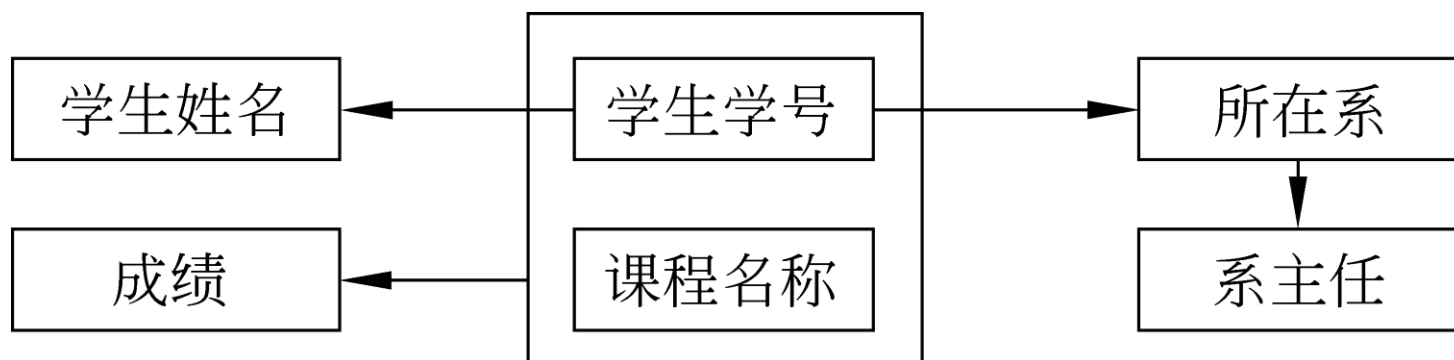 学生姓名
学生学号
所在系
成绩
课程名称
系主任